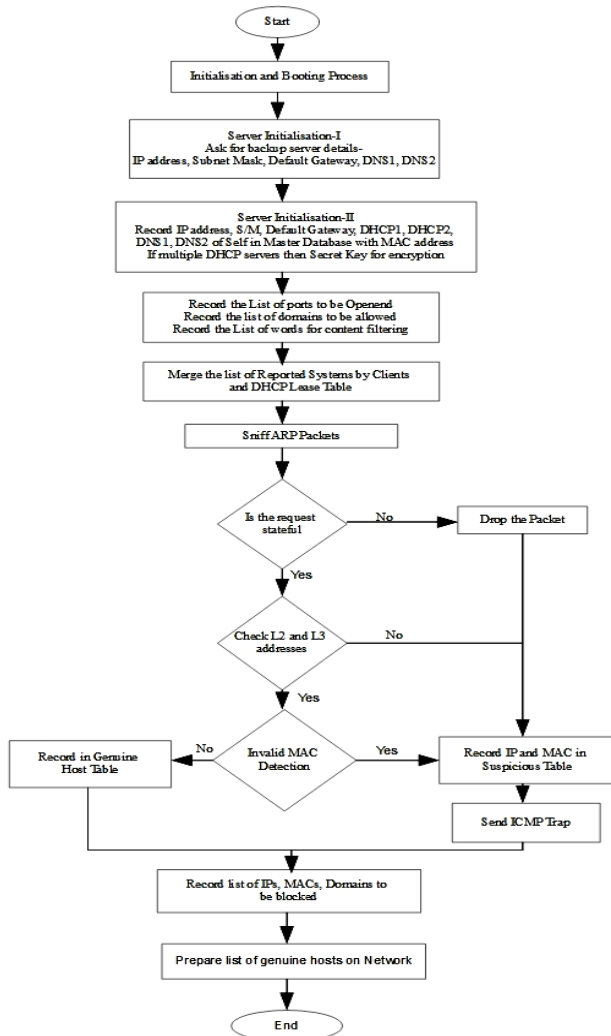 Start
Initialisation and Booting Process
Server Initialisation-I
Ask for backup server details-
IP address, Subnet Mask, Default Gateway, DNS1, DNS2
Server Initialisation-II
Record IP address, S/M, Default Gateway, DHCP1, DHCP2,
DNS1, DNS2 of Self in Master Database with MAC address
If multiple DHCP servers then Secret Key for encryption
Record the List of ports to be Openend
Record the list of domains to be allowed
Record the List of words for content filtering
Merge the list of Reported Systems by Clients
and DHCP Lease Table
Sniff ARP Packets
Is the request
stateful
No
Drop the Packet
Yes
Check L2 and L3
addresses
No
Yes
Record in Genuine
Host Table
No
Invalid MAC
Detection
Yes
Record IP and MAC in
Suspicious Table
Send ICMP Trap
Record list of IPs, MACs, Domains to
be blocked
Prepare list of genuine hosts on Network
End